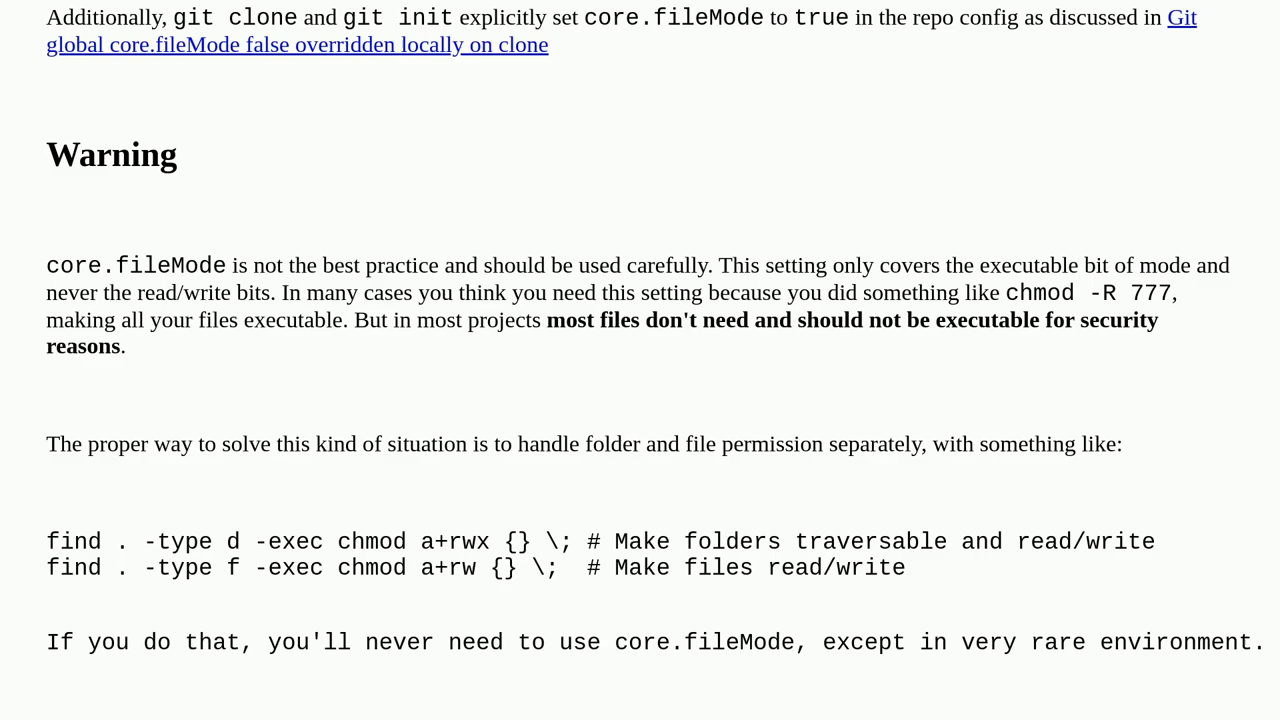 Additionally, git clone and git init explicitly set core.fileMode to true in the repo config as discussed in Git
global core.fileMode false overridden locally on clone
Warning
core.fileMode is not the best practice and should be used carefully. This setting only covers the executable bit of mode and
never the read/write bits. In many cases you think you need this setting because you did something like chmod -R 777,
making all your files executable. But in most projects most files don't need and should not be executable for security
reasons.
The proper way to solve this kind of situation is to handle folder and file permission separately, with something like:
find . -type d -exec chmod a+rwx {} \; # Make folders traversable and read/write
find . -type f -exec chmod a+rw {} \;  # Make files read/write
If you do that, you'll never need to use core.fileMode, except in very rare environment.